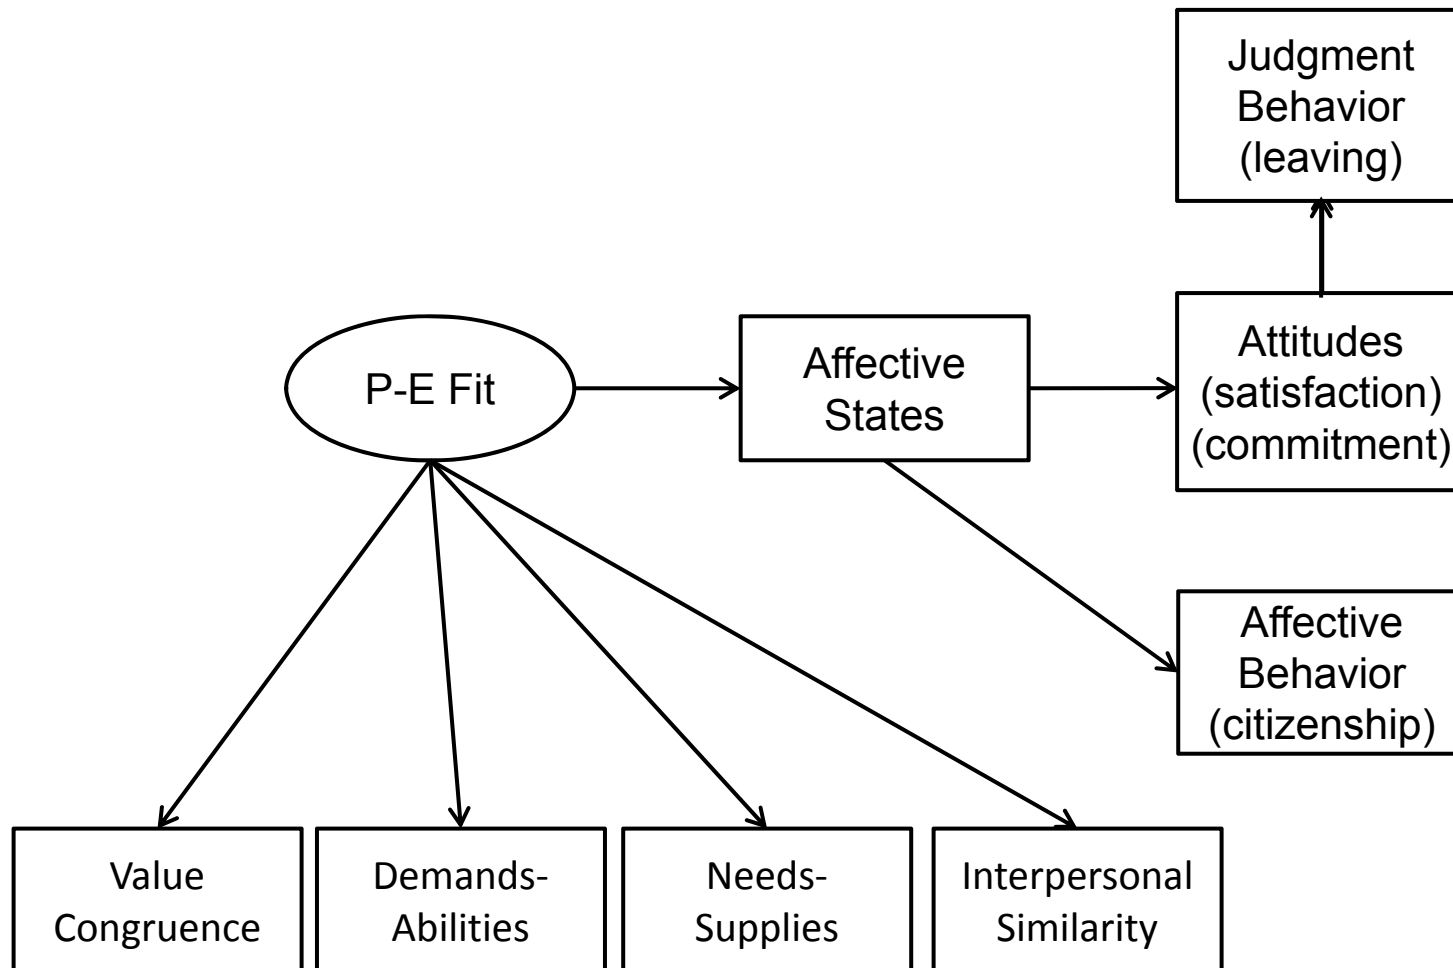 Judgment
Behavior
(leaving)
P-E Fit
Affective
States
Attitudes
(satisfaction)
(commitment)
Affective
Behavior
(citizenship)
Value
Congruence
Demands-
Abilities
Needs-
Supplies
Interpersonal
Similarity